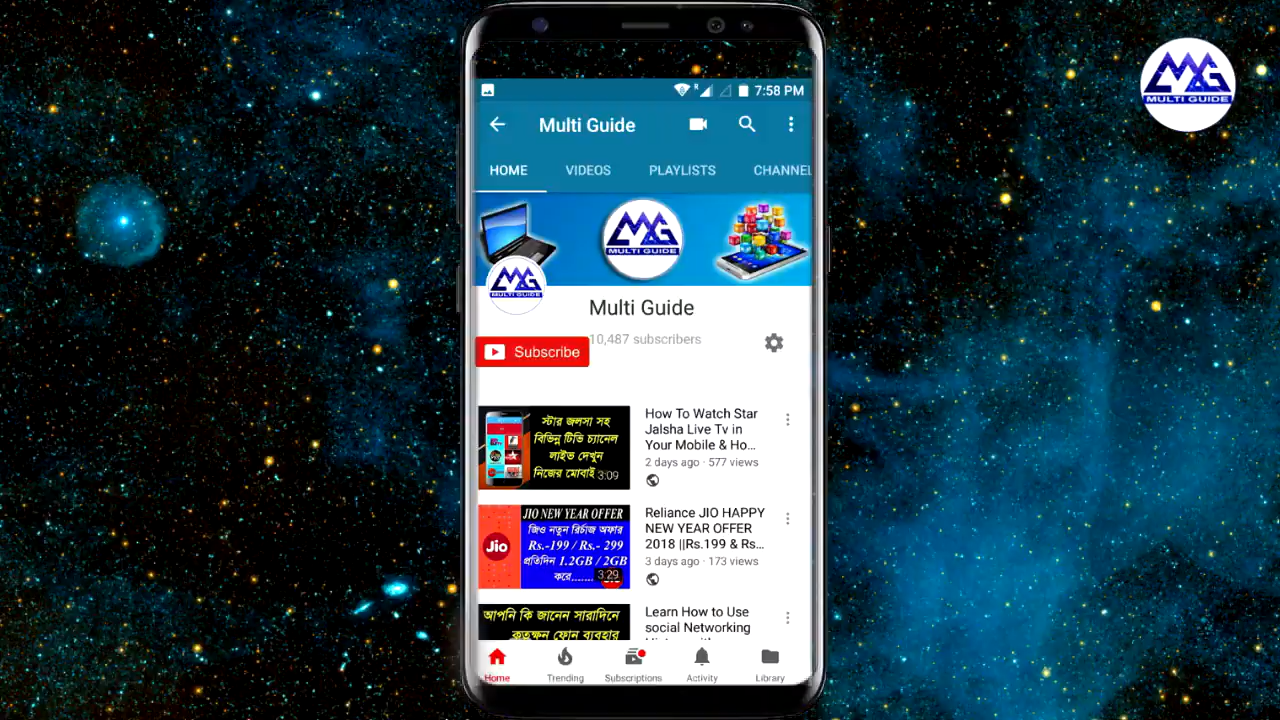 MULTI GUIDE
R
7:58 PM
Multi Guide
HOME VIDEOS PLAYLISTS CHANNEL
MULTI GUIDE
MULTI GUIDE
Multi Guide
10,487 subscribers
Subscribe
স্টার জলসা সহ
বিভিন্ন টিভি চ্যানেল
লাইভ দেখুন
নিজের মোবাই
3:09
How To Watch Star
Jalsha Live Tv in
Your Mobile & Ho...
2 days ago · 577 views
JIO NEW YEAR OFFER
জিও নতুন রির্চাজ অফার
Rs.-199 / Rs.- 299
প্রতিদিন 1.2GB / 2GB
করে.......
Jio
3:29
Reliance JIO HAPPY
NEW YEAR OFFER
2018 ||Rs.199 & Rs...
3 days ago · 173 views
আপনি কি জানেন সারাদিনে
কতক্ষন ফোন ব্যবহার
Learn How to Use
social Networking
Home Trending Subscriptions Activity Library